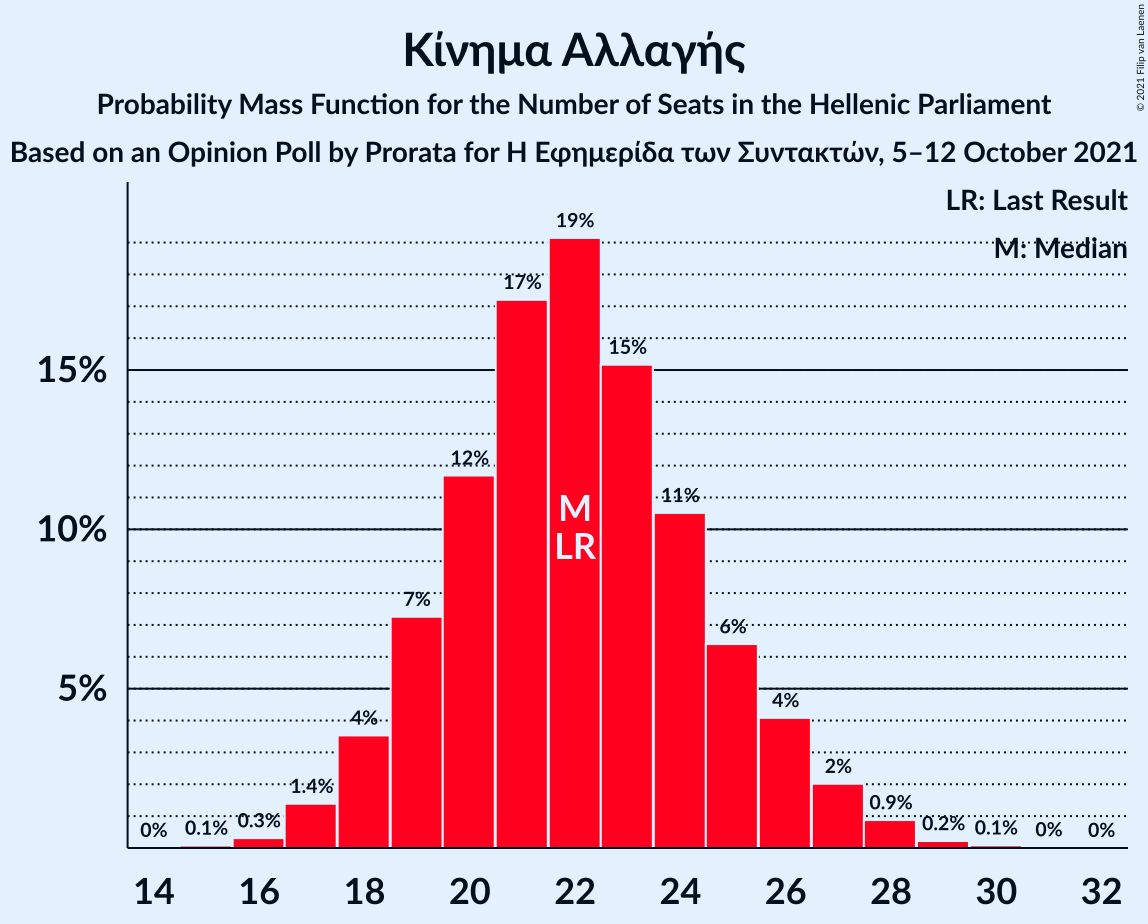 Κίνημα Αλλαγής
Probability Mass Function for the Number of Seats in the Hellenic Parliament
Based on an Opinion Poll by Prorata for Η Εφημερίδα των Συντακτών, 5–12 October 2021
© 2021 Filip van Laenen
LR: Last Result
M: Median
19%
17%
15%
15%
12%
11%
M
LR
10%
7%
6%
5%
4%
4%
2%
1.4%
0.9%
0.3%
0.2%
0% 0.1% 0.1% 0% 0%
14 16 18 20 22 24 26 28 30 32